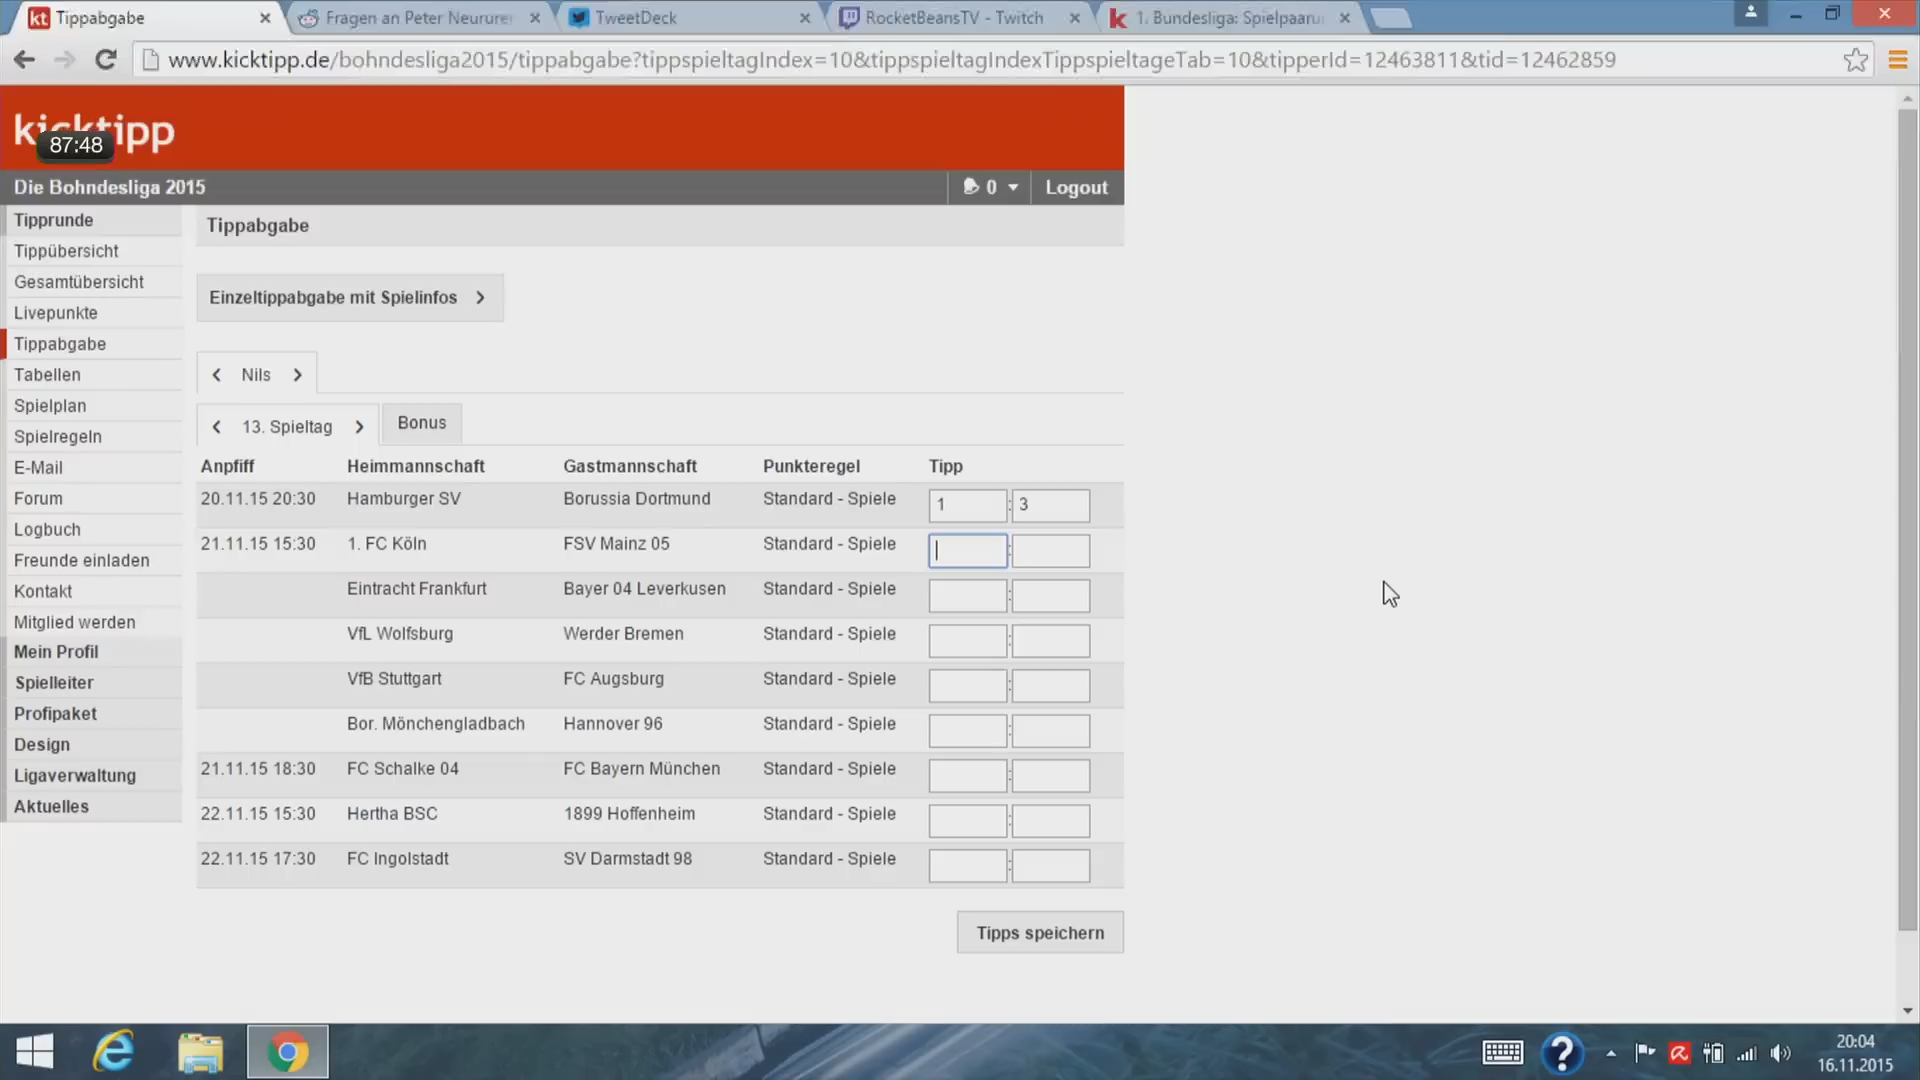 Tippabgabe
Fragen an Peter Neururer
TweetDeck
RocketBeansTV - Twitch
1. Bundesliga: Spielpaaru
www.kicktipp.de/bohndesliga2015/tippabgabe?tippspieltagIndex=10&tippspieltagIndexTippspieltageTab=10&tipperId=12463811&tid=12462859
kicktipp
87:48
Die Bohndesliga 2015
0
Logout
Tipprunde
Tippübersicht
Gesamtübersicht
Livepunkte
Tippabgabe
Tabellen
Spielplan
Spielregeln
E-Mail
Forum
Logbuch
Freunde einladen
Kontakt
Mitglied werden
Mein Profil
Spielleiter
Profipaket
Design
Ligaverwaltung
Aktuelles
Tippabgabe
Einzeltippabgabe mit Spielinfos
Nils
13. Spieltag Bonus
Anpfiff Heimmannschaft Gastmannschaft Punkteregel Tipp
20.11.15 20:30 Hamburger SV Borussia Dortmund Standard - Spiele 1 : 3
21.11.15 15:30 1. FC Köln FSV Mainz 05 Standard - Spiele :
Eintracht Frankfurt Bayer 04 Leverkusen Standard - Spiele :
VfL Wolfsburg Werder Bremen Standard - Spiele :
VfB Stuttgart FC Augsburg Standard - Spiele :
Bor. Mönchengladbach Hannover 96 Standard - Spiele :
21.11.15 18:30 FC Schalke 04 FC Bayern München Standard - Spiele :
22.11.15 15:30 Hertha BSC 1899 Hoffenheim Standard - Spiele :
22.11.15 17:30 FC Ingolstadt SV Darmstadt 98 Standard - Spiele :
Tipps speichern
20:04
16.11.2015